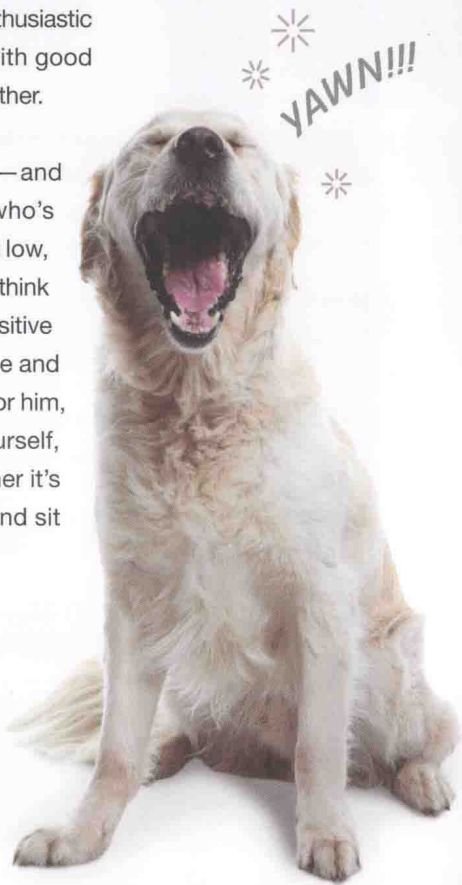 thusiastic
ith good
ther.
—and
who's
low,
think
sitive
e and
or him,
urself,
her it's
nd sit
YAWN!!!